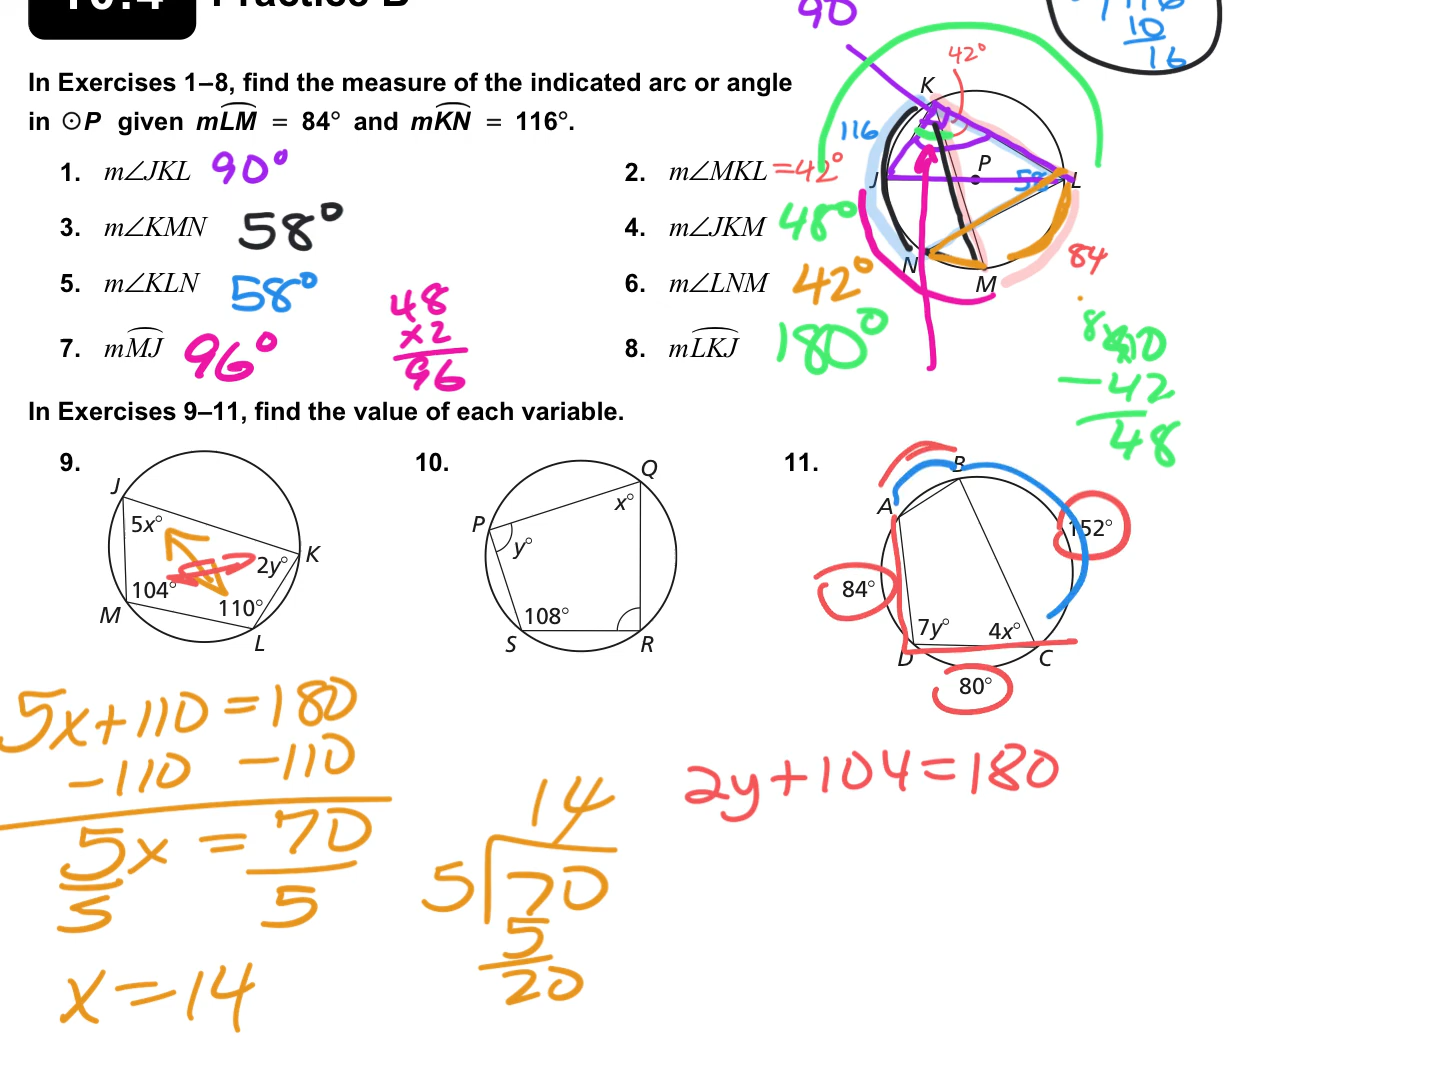 10.4 Practice B
90
10
16
In Exercises 1–8, find the measure of the indicated arc or angle
in ⊙P given mLM = 84° and mKN = 116°.
42°
K
116
P
58
J
L
N
M
84
1. m∠JKL 90°
2. m∠MKL =42°
3. m∠KMN 58°
4. m∠JKM 48°
5. m∠KLN 58°
6. m∠LNM 42°
7. mMJ 96°
48
x2
96
8. mLKJ 180°
-42
48
In Exercises 9–11, find the value of each variable.
9.
J
5x°
K
2y°
104°
110°
M
L
10.
Q
x°
P
y°
108°
S
R
11.
B
A
152°
84°
7y°
4x°
D
C
80°
5x+110=180
-110 -110
5x = 70
5 5
x=14
14
5 70
5
20
2y+104=180